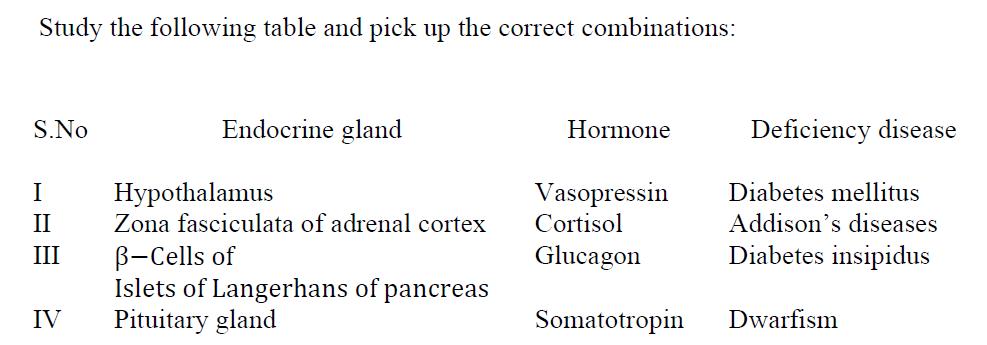 Study the following table and pick up the correct combinations:
S.No Endocrine gland Hormone Deficiency disease
I Hypothalamus Vasopressin Diabetes mellitus
II Zona fasciculata of adrenal cortex Cortisol Addison’s diseases
III β−Cells of Glucagon Diabetes insipidus
Islets of Langerhans of pancreas
IV Pituitary gland Somatotropin Dwarfism